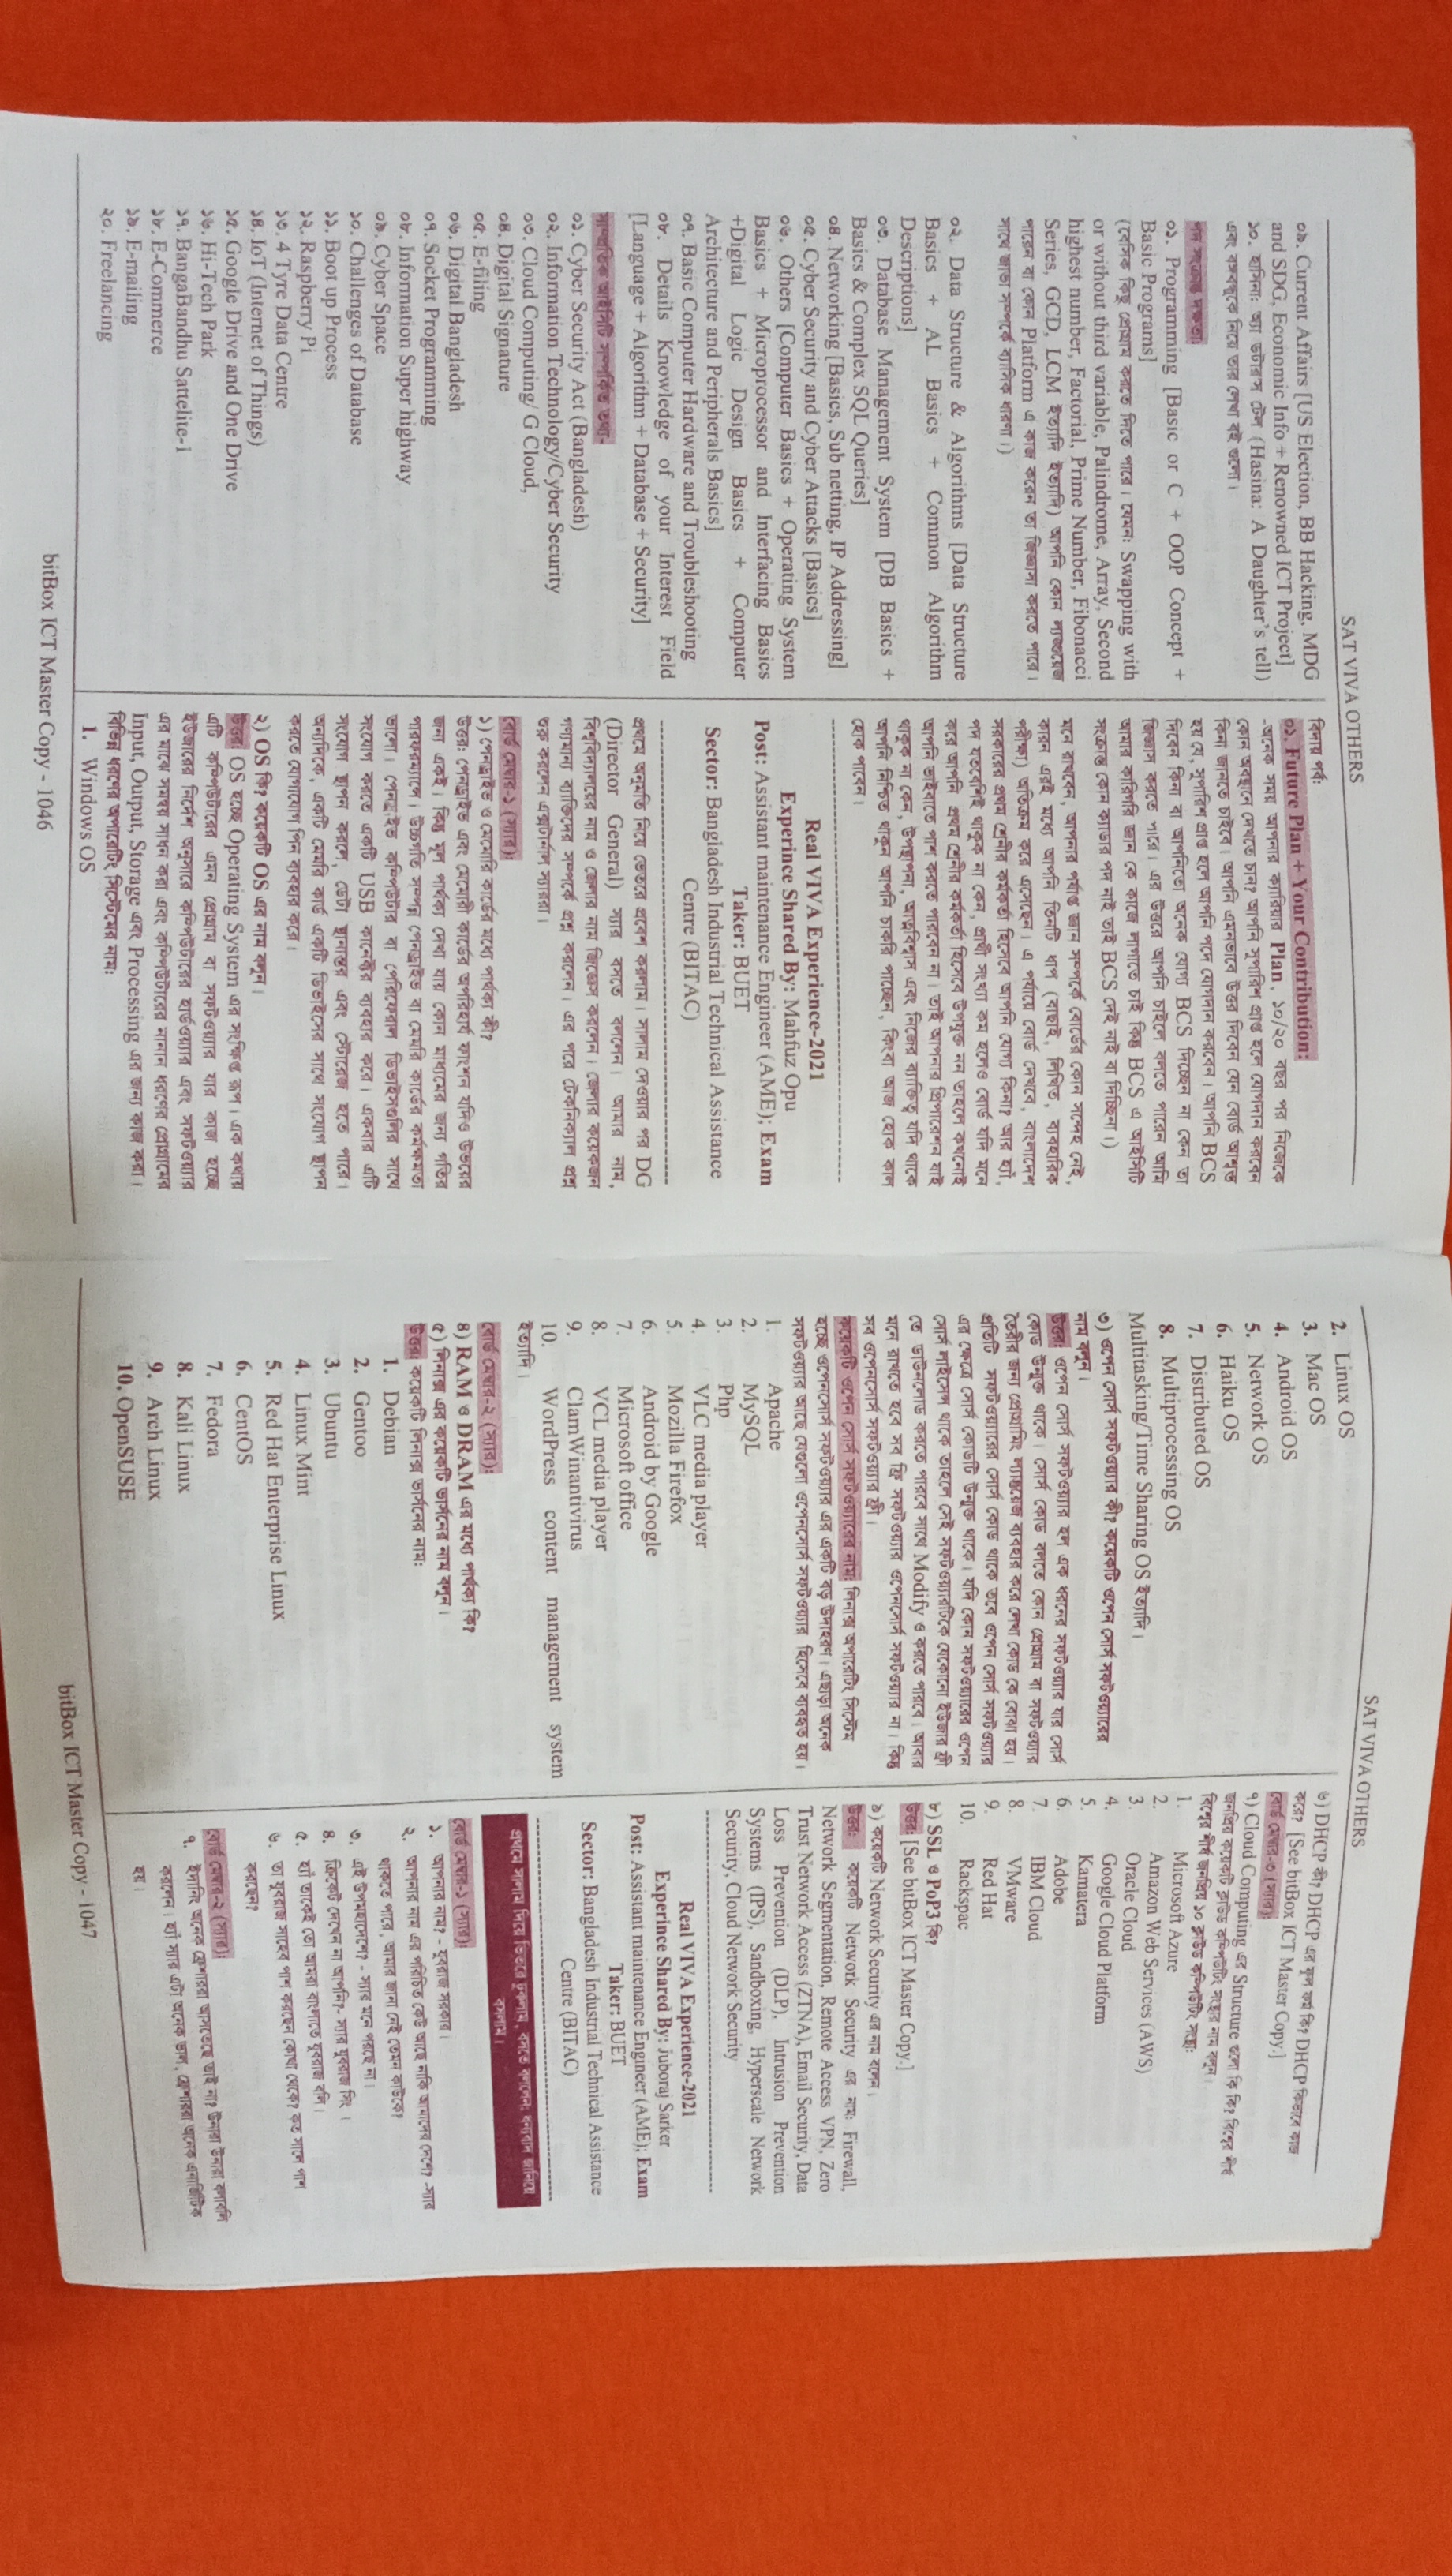 SAT VIVA OTHERS
০৯. Current Affairs [US Election, BB Hacking, MDG
and SDG, Economic Info + Renowned ICT Project]
১০. হাসিনা: অ্যা ডটার'স টেল (Hasina: A Daughter's tell)
এবং বঙ্গবন্ধুকে নিয়ে তার লেখা বই গুলো।
পদ সংক্রান্ত দক্ষতা:
০১. Programming [Basic or C + OOP Concept +
Basic Programs]
(বেসিক কিছু প্রোগ্রাম করতে দিতে পারে। যেমন: Swapping with
or without third variable, Palindrome, Array, Second
highest number, Factorial, Prime Number, Fibonacci
Series, GCD, LCM ইত্যাদি ইত্যাদি) আপনি কোন ল্যাঙ্গুয়েজ
পারেন বা কোন Platform এ কাজ করেন তা জিজ্ঞাসা করতে পারে।
সাথে জাভা সম্পর্কে ব্যাসিক ধারণা।)
০২. Data Structure & Algorithms [Data Structure
Basics + AL Basics + Common Algorithm
Descriptions]
০৩. Database Management System [DB Basics +
Basics & Complex SQL Queries]
০৪. Networking [Basics, Sub netting, IP Addressing]
০৫. Cyber Security and Cyber Attacks [Basics]
০৬. Others [Computer Basics + Operating System
Basics + Microprocessor and Interfacing Basics
+Digital Logic Design Basics + Computer
Architecture and Peripherals Basics]
০৭. Basic Computer Hardware and Troubleshooting
০৮. Details Knowledge of your Interest Field
[Language + Algorithm + Database + Security]
সাম্প্রতিক আইসিটি সম্পর্কিত তথ্য-
০১. Cyber Security Act (Bangladesh)
০২. Information Technology/Cyber Security
০৩. Cloud Computing/ G Cloud,
০৪. Digital Signature
০৫. E-filing
০৬. Digital Bangladesh
০৭. Socket Programming
০৮. Information Super highway
০৯. Cyber Space
১০. Challenges of Database
১১. Boot up Process
১২. Raspberry Pi
১৩. 4 Tyre Data Centre
১৪. IoT (Internet of Things)
১৫. Google Drive and One Drive
১৬. Hi-Tech Park
১৭. BangaBandhu Sattelite-1
১৮. E-Commerce
১৯. E-mailing
২০. Freelancing
বিদায় পর্ব:
০১. Future Plan + Your Contribution:
-অনেক সময় আপনার ক্যারিয়ার Plan, ১০/২০ বছর পর নিজেকে
কোন অবস্থানে দেখতে চান? আপনি সুপারিশ প্রাপ্ত হলে যোগদান করবেন
কিনা জানতে চাইবে। আপনি এমনভাবে উত্তর দিবেন যেন বোর্ড আশ্বস্ত
হয় যে, সুপারিশ প্রাপ্ত হলে আপনি পদে যোগদান করবেন। আপনি BCS
দিবেন কিনা বা আপনিতো অনেক যোগ্য BCS দিচ্ছেন না কেন তা
জিজ্ঞাস করতে পারে। এর উত্তরে আপনি চাইলে বলতে পারেন আমি
আমার কারিগরি জ্ঞান কে কাজে লাগাতে চাই কিন্তু BCS এ আইসিটি
সংক্রান্ত কোন ক্যাডার পদ নাই তাই BCS দেই নাই বা দিচ্ছিনা।)
মনে রাখবেন, আপনার পর্যাপ্ত জ্ঞান সম্পর্কে বোর্ডের কোন সন্দেহ নেই,
কারন এরই মধ্যে আপনি তিনটি ধাপ (বাছাই, লিখিত, ব্যবহারিক
পরীক্ষা) অতিক্রম করে এসেছেন। এ পর্যায়ে বোর্ড দেখবে, বাংলাদেশ
সরকারের প্রথম শ্রেনীর কর্মকর্তা হিসেবে আপনি যোগ্য কিনা? আর হ্যাঁ,
পদ যতবেশিই থাকুক না কেন, প্রার্থী সংখ্যা কম হলেও বোর্ড যদি মনে
করে আপনি প্রথম শ্রেনীর কর্মকর্তা হিসেবে উপযুক্ত নন তাহলে কখনোই
আপনি ভাইবাতে পাশ করতে পারবেন না। তাই আপনার প্রিপারেশন যাই
থাকুক না কেন, উপস্থাপনা, আত্নবিশ্বাস এবং নিজের ব্যাক্তিত্ব যদি থাকে
আপনি নিশ্চিত থাকুন আপনি চাকরি পাচ্ছেন, কিংবা আজ হোক কাল
হোক পাবেন।
Real VIVA Experience-2021
Experince Shared By: Mahfuz Opu
Post: Assistant maintenance Engineer (AME); Exam
Taker: BUET
Sector: Bangladesh Industrial Technical Assistance
Centre (BITAC)
প্রথমে অনুমতি নিয়ে ভেতরে প্রবেশ করলাম। সালাম দেওয়ার পর DG
(Director General) স্যার বসতে বললেন। আমার নাম,
বিশ্ববিদ্যালয়ের নাম ও জেলার নাম জিজ্ঞেস করলেন। জেলার কয়েকজন
গণ্যমান্য ব্যাক্তিদের সম্পর্কে প্রশ্ন করলেন। এর পরে টেকনিক্যাল প্রশ্ন
শুরু করলেন এক্সটার্নাল স্যাররা।
বোর্ড মেম্বার-১ (স্যার):
১) পেনড্রাইভ ও মেমোরি কার্ডের মধ্যে পার্থক্য কী?
উত্তর: পেনড্রাইভ এবং মেমোরী কার্ডের অপরিহার্য ফাংশন যদিও উভয়ের
জন্য একই। কিন্তু মূল পার্থক্য দেখা যায় কোন মাধ্যমের জন্য গতির
পারফরম্যান্সে। উচ্চগতি সম্পন্ন পেনড্রাইভ বা মেমরি কার্ডের কর্মক্ষমতা
ভালো। পেনড্রাইভ কম্পিউটার বা পেরিফেরাল ডিভাইসগুলির সাথে
সংযোগ করতে একটি USB কানেক্টর ব্যবহার করে। একবার এটি
সংযোগ স্থাপন করলে, ডেটা স্থানান্তর এবং স্টোরেজ হতে পারে।
অন্যদিকে, একটি মেমরি কার্ড একটি ডিভাইসের সাথে সংযোগ স্থাপন
করতে যোগাযোগ পিন ব্যবহার করে।
২) OS কি? কয়েকটি OS এর নাম বলুন।
উত্তর: OS হচ্ছে Operating System এর সংক্ষিপ্ত রূপ। এক কথায়
এটি কম্পিউটারের এমন প্রোগ্রাম বা সফটওয়্যার যার কাজ হচ্ছে
ইউজারের নির্দেশ অনুসারে কম্পিউটারের হার্ডওয়্যার এবং সফটওয়্যার
এর মাঝে সমন্বয় সাধন করা এবং কম্পিউটারের নানান ধরণের প্রোগ্রামের
Input, Output, Storage এবং Processing এর জন্য কাজ করা।
বিভিন্ন ধরণের অপারেটিং সিস্টেমের নাম:
1. Windows OS
bitBox ICT Master Copy - 1046
SAT VIVA OTHERS
2. Linux OS
3. Mac OS
4. Android OS
5. Network OS
6. Haiku OS
7. Distributed OS
8. Multiprocessing OS
Multitasking/Time Sharing OS ইত্যাদি।
৩) ওপেন সোর্স সফটওয়্যার কী? কয়েকটি ওপেন সোর্স সফটওয়্যারের
নাম বলুন।
উত্তর: ওপেন সোর্স সফটওয়্যার হল এক ধরনের সফটওয়্যার যার সোর্স
কোড উন্মুক্ত থাকে। সোর্স কোড বলতে কোন প্রোগ্রাম বা সফটওয়্যার
তৈরীর জন্য প্রোগ্রামিং ল্যাঙ্গুয়েজ ব্যবহার করে লেখা কোড কে বোঝা হয়।
প্রতিটি সফটওয়্যারের সোর্স কোড থাকে তবে ওপেন সোর্স সফটওয়্যার
এর ক্ষেত্রে সোর্স কোডটি উন্মুক্ত থাকে। যদি কোন সফটওয়্যারের ওপেন
সোর্স লাইসেন্স থাকে তাহলে সেই সফটওয়্যারটিকে যেকোনো ইউজার ফ্রী
তে ডাউনলোড করতে পারবে সাথে Modify ও করতে পারবে। আবার
মনে রাখতে হবে সব ফ্রি সফটওয়্যার ওপেনসোর্স সফটওয়্যার না। কিন্তু
সব ওপেনসোর্স সফটওয়্যার ফ্রী।
কয়েকটি ওপেন সোর্স সফটওয়্যারের নাম: লিনাক্স অপারেটিং সিস্টেম
হচ্ছে ওপেনসোর্স সফটওয়্যার এর একটি বড় উদাহরণ। এছাড়া অনেক
সফটওয়্যার আছে যেগুলো ওপেনসোর্স সফটওয়্যার হিসেবে ব্যবহৃত হয়।
1. Apache
2. MySQL
3. Php
4. VLC media player
5. Mozilla Firefox
6. Android by Google
7. Microsoft office
8. VCL media player
9. ClamWinantivirus
10. WordPress content management system
ইত্যাদি।
বোর্ড মেম্বার-২ (স্যার):
৪) RAM ও DRAM এর মধ্যে পার্থক্য কি?
৫) লিনাক্স এর কয়েকটি ভার্সনের নাম বলুন।
উত্তর: কয়েকটি লিনাক্স ভার্সনের নাম:
1. Debian
2. Gentoo
3. Ubuntu
4. Linux Mint
5. Red Hat Enterprise Linux
6. CentOS
7. Fedora
8. Kali Linux
9. Arch Linux
10. OpenSUSE
৬) DHCP কী? DHCP এর ফুল ফর্ম কি? DHCP কিভাবে কাজ
করে? [See bitBox ICT Master Copy.]
বোর্ড মেম্বার-৩ (স্যার):
৭) Cloud Computing এর Structure গুলো কি কি? বিশ্বের শীর্ষ
জনপ্রিয় কয়েকটি ক্লাউড কম্পিউটিং সংস্থার নাম বলুন।
বিশ্বের শীর্ষ জনপ্রিয় ১০ ক্লাউড কম্পিউটিং সংস্থা:
1. Microsoft Azure
2. Amazon Web Services (AWS)
3. Oracle Cloud
4. Google Cloud Platform
5. Kamatera
6. Adobe
7. IBM Cloud
8. VMware
9. Red Hat
10. Rackspac
৮) SSL ও PoP3 কি?
উত্তর: [See bitBox ICT Master Copy.]
৯) কয়েকটি Network Security এর নাম বলেন।
উত্তর: কয়েকটি Network Security এর নাম: Firewall,
Network Segmentation, Remote Access VPN, Zero
Trust Network Access (ZTNA), Email Security, Data
Loss Prevention (DLP), Intrusion Prevention
Systems (IPS), Sandboxing, Hyperscale Network
Security, Cloud Network Security
Real VIVA Experience-2021
Experince Shared By: Juboraj Sarker
Post: Assistant maintenance Engineer (AME); Exam
Taker: BUET
Sector: Bangladesh Industrial Technical Assistance
Centre (BITAC)
প্রথমে সালাম দিয়ে ভিতরে ঢুকলাম, বসতে বললেন; ধন্যবাদ জানিয়ে
বসলাম।
বোর্ড মেম্বার-১ (স্যার):
১. আপনার নাম? - যুবরাজ সরকার।
২. আপনার নাম এর পরিচিত কেউ আছে নাকি আমাদের দেশে? -স্যার
থাকতে পারে, আমার জানা নেই তেমন কাউকে?
৩. এই উপমহাদেশে? - স্যার মনে পরছে না।
৪. ক্রিকেট দেখেন না আপনি?- স্যার যুবরাজ সিং ।
৫. হ্যাঁ তাকেই তো আমরা বাংলাতে যুবরাজ বলি।
৬. তা যুবরাজ সাহেব পাশ করছেন কোথা থেকে? কত সালে পাশ
করছেন?
বোর্ড মেম্বার-২ (স্যার):
৭. ইদানিং অনেক ফ্রেশাররা আসতেছে তাই না? উনারা উনারা বলাবলি
করলেন। হ্যাঁ স্যার এটা অনেক ভাল, ফ্রেশাররা অনেক এনার্জিটিক
হয়।
bitBox ICT Master Copy - 1047